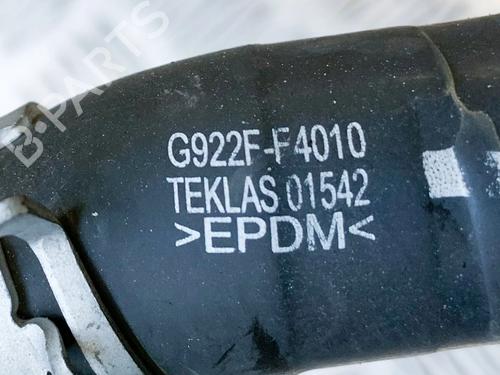 B-PARTS
G922F-F4010
TEKLAS 01542
>EPDM<